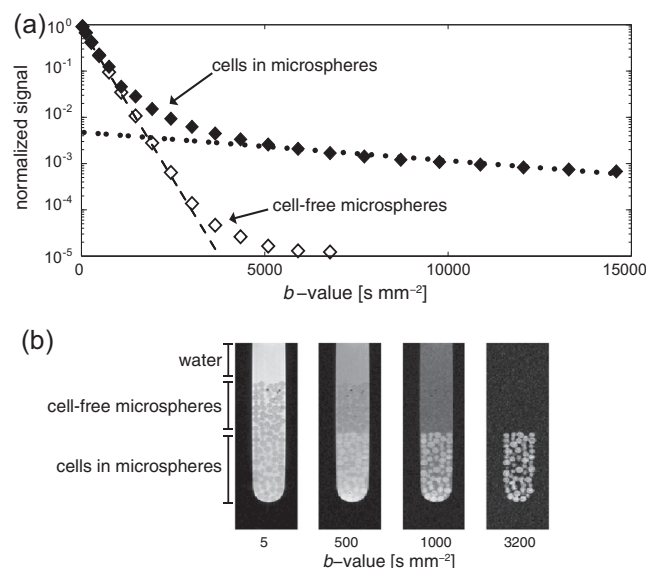 (a)
normalized signal
10⁰
10⁻¹
10⁻²
10⁻³
10⁻⁴
10⁻⁵
cells in microspheres
cell-free microspheres
0
5000
10000
15000
b–value [s mm⁻²]
(b)
water
cell-free microspheres
cells in microspheres
5
500
1000
3200
b–value [s mm⁻²]